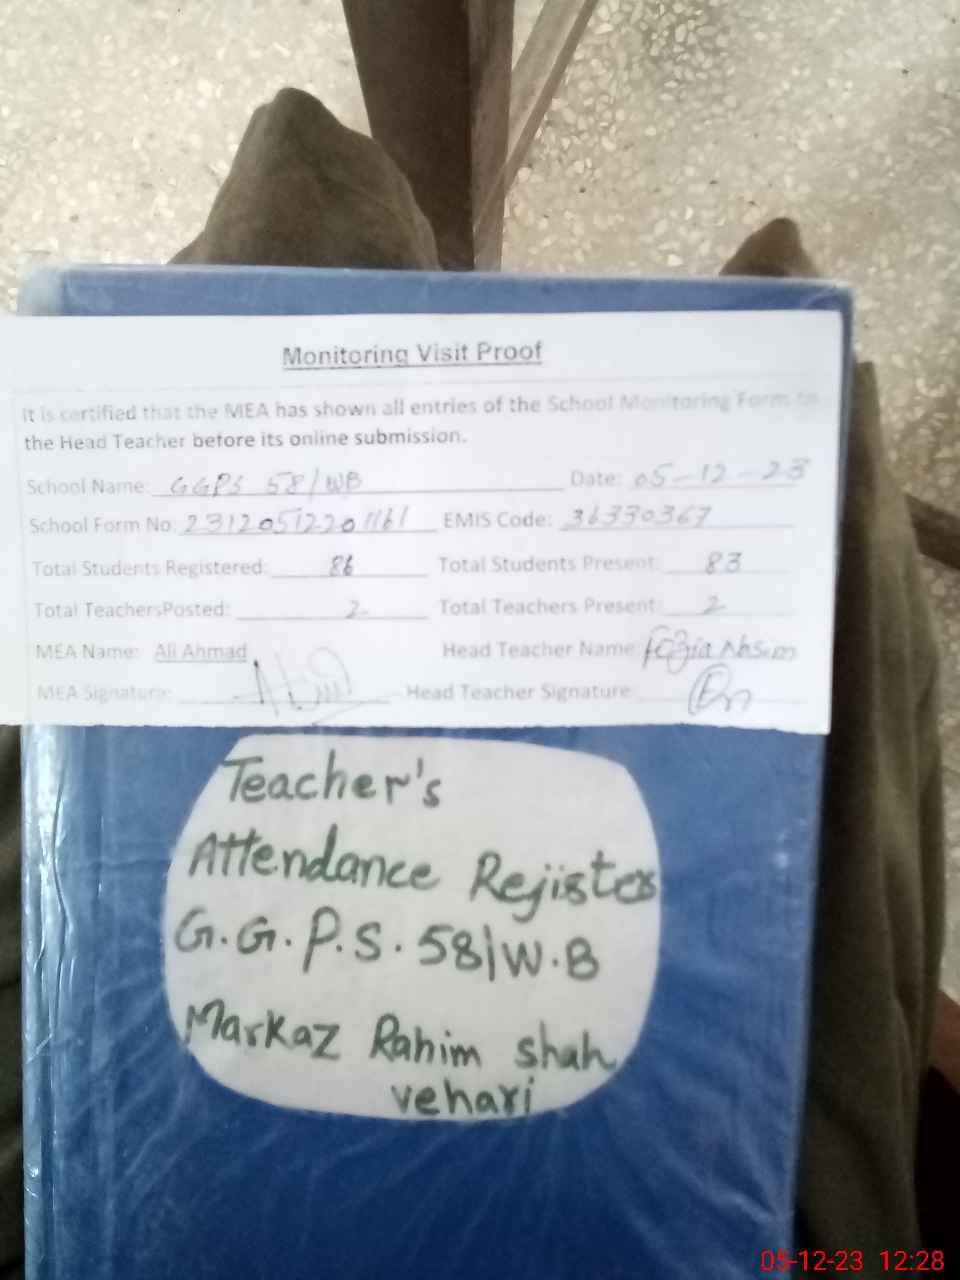 Monitoring Visit Proof
It is certified that the MEA has shown all entries of the School Monitoring Form to
the Head Teacher before its online submission.
School Name: GGPS 58/WB Date: 05-12-23
School Form No: 23120512201161 EMIS Code: 36330367
Total Students Registered: 86 Total Students Present: 83
Total TeachersPosted: 2 Total Teachers Present: 2
MEA Name: Ali Ahmad Head Teacher Name:
MEA Signature: Head Teacher Signature:
Teacher's
Attendance Rejister
G.G.P.S.58/W.B
Markaz Rahim shah
vehari
05-12-23 12:28